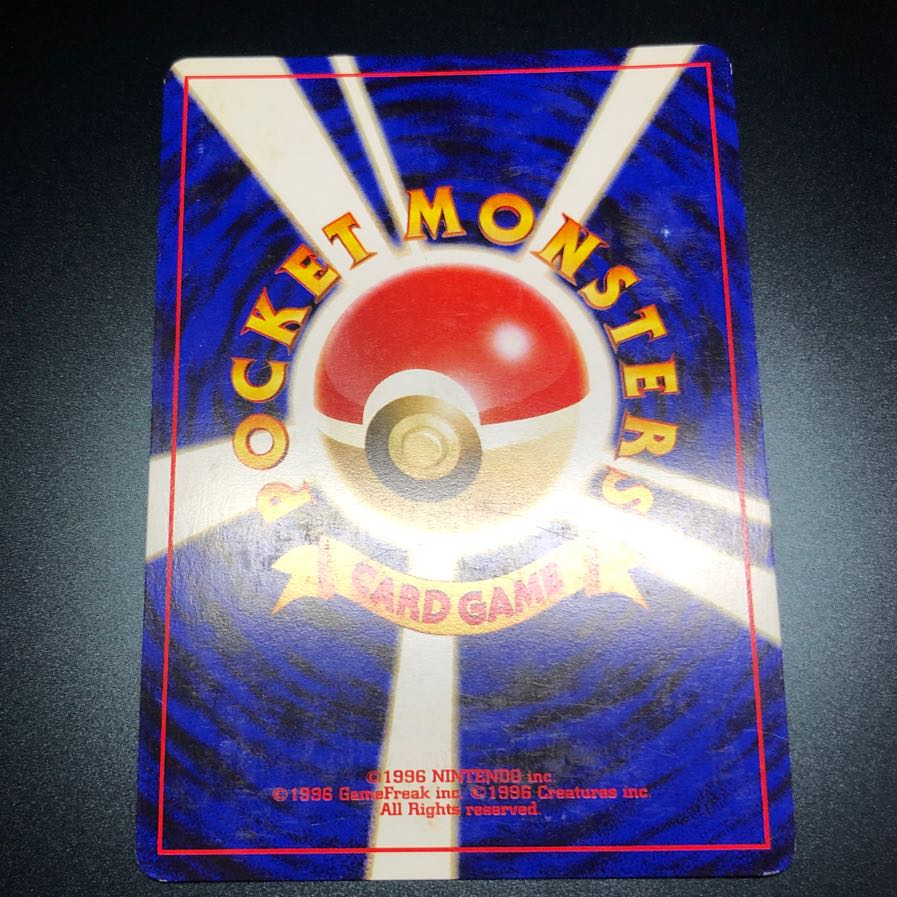 POCKET MONSTERS
CARD GAME
©1996 NINTENDO inc
©1996 GameFreak inc. ©1996 Creatures inc.
All Rights reserved.